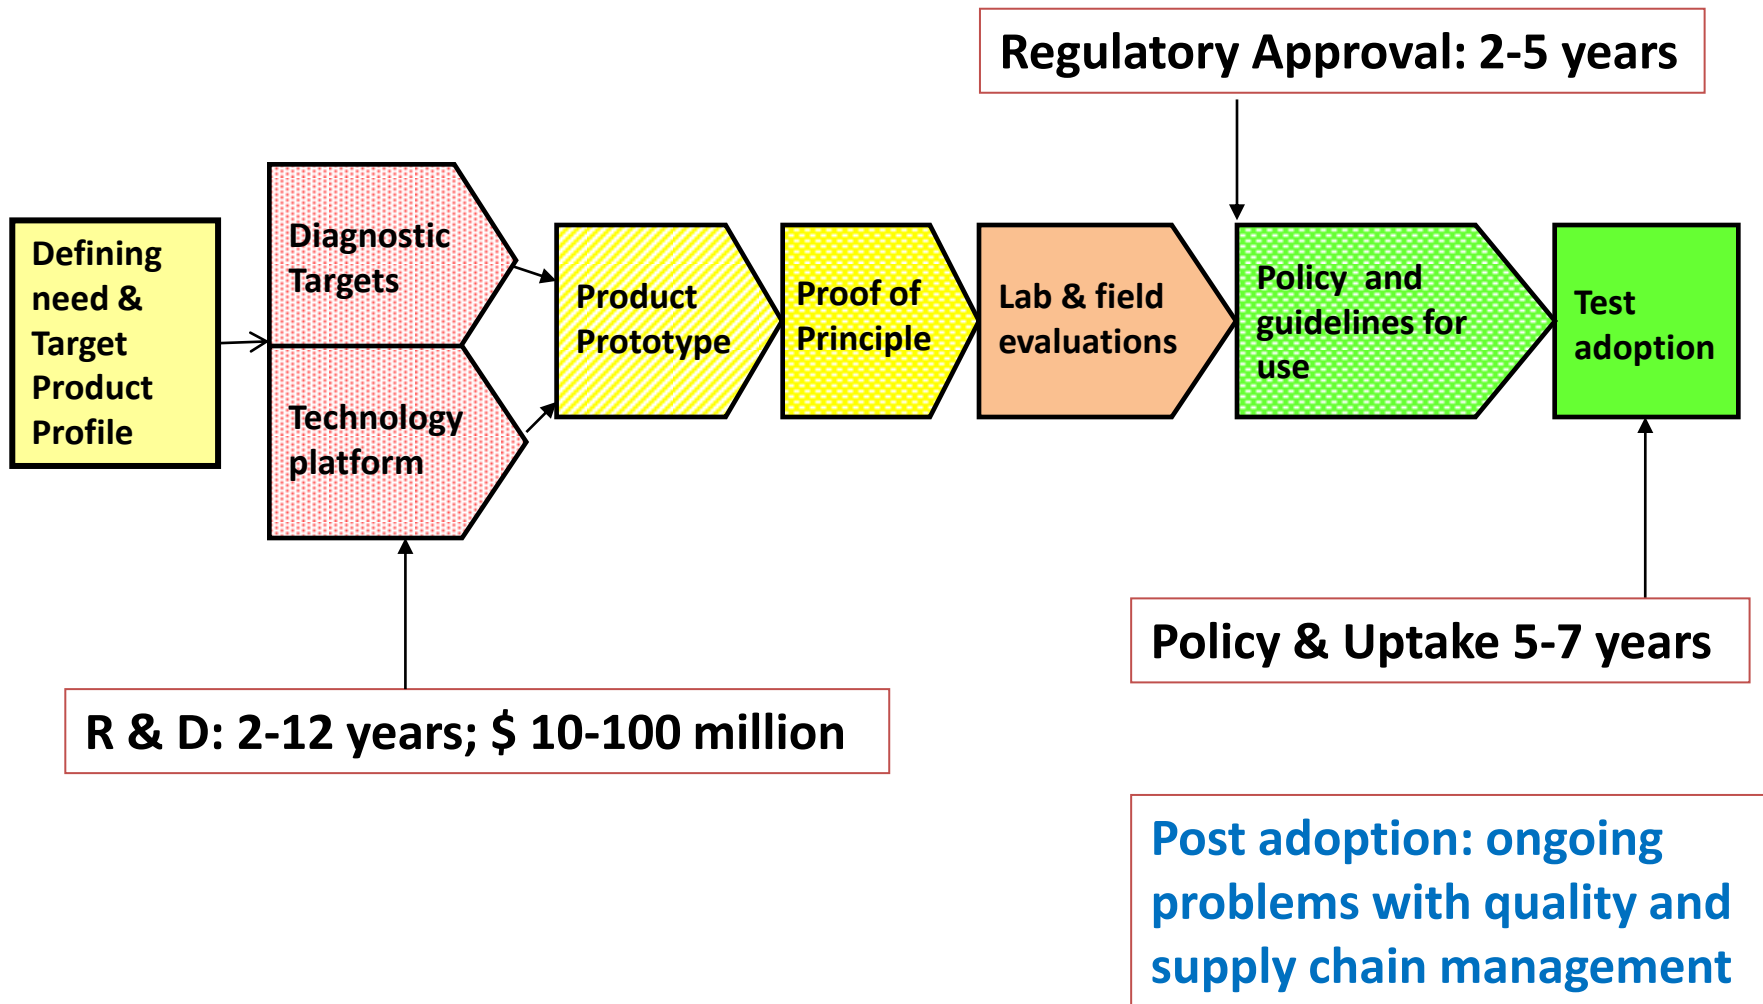 Regulatory Approval: 2-5 years
Defining
need &
Target
Product
Profile
Diagnostic
Targets
Technology
platform
Product
Prototype
Proof of
Principle
Lab & field
evaluations
Policy and
guidelines for
use
Test
adoption
Policy & Uptake 5-7 years
R & D: 2-12 years; $ 10-100 million
Post adoption: ongoing
problems with quality and
supply chain management